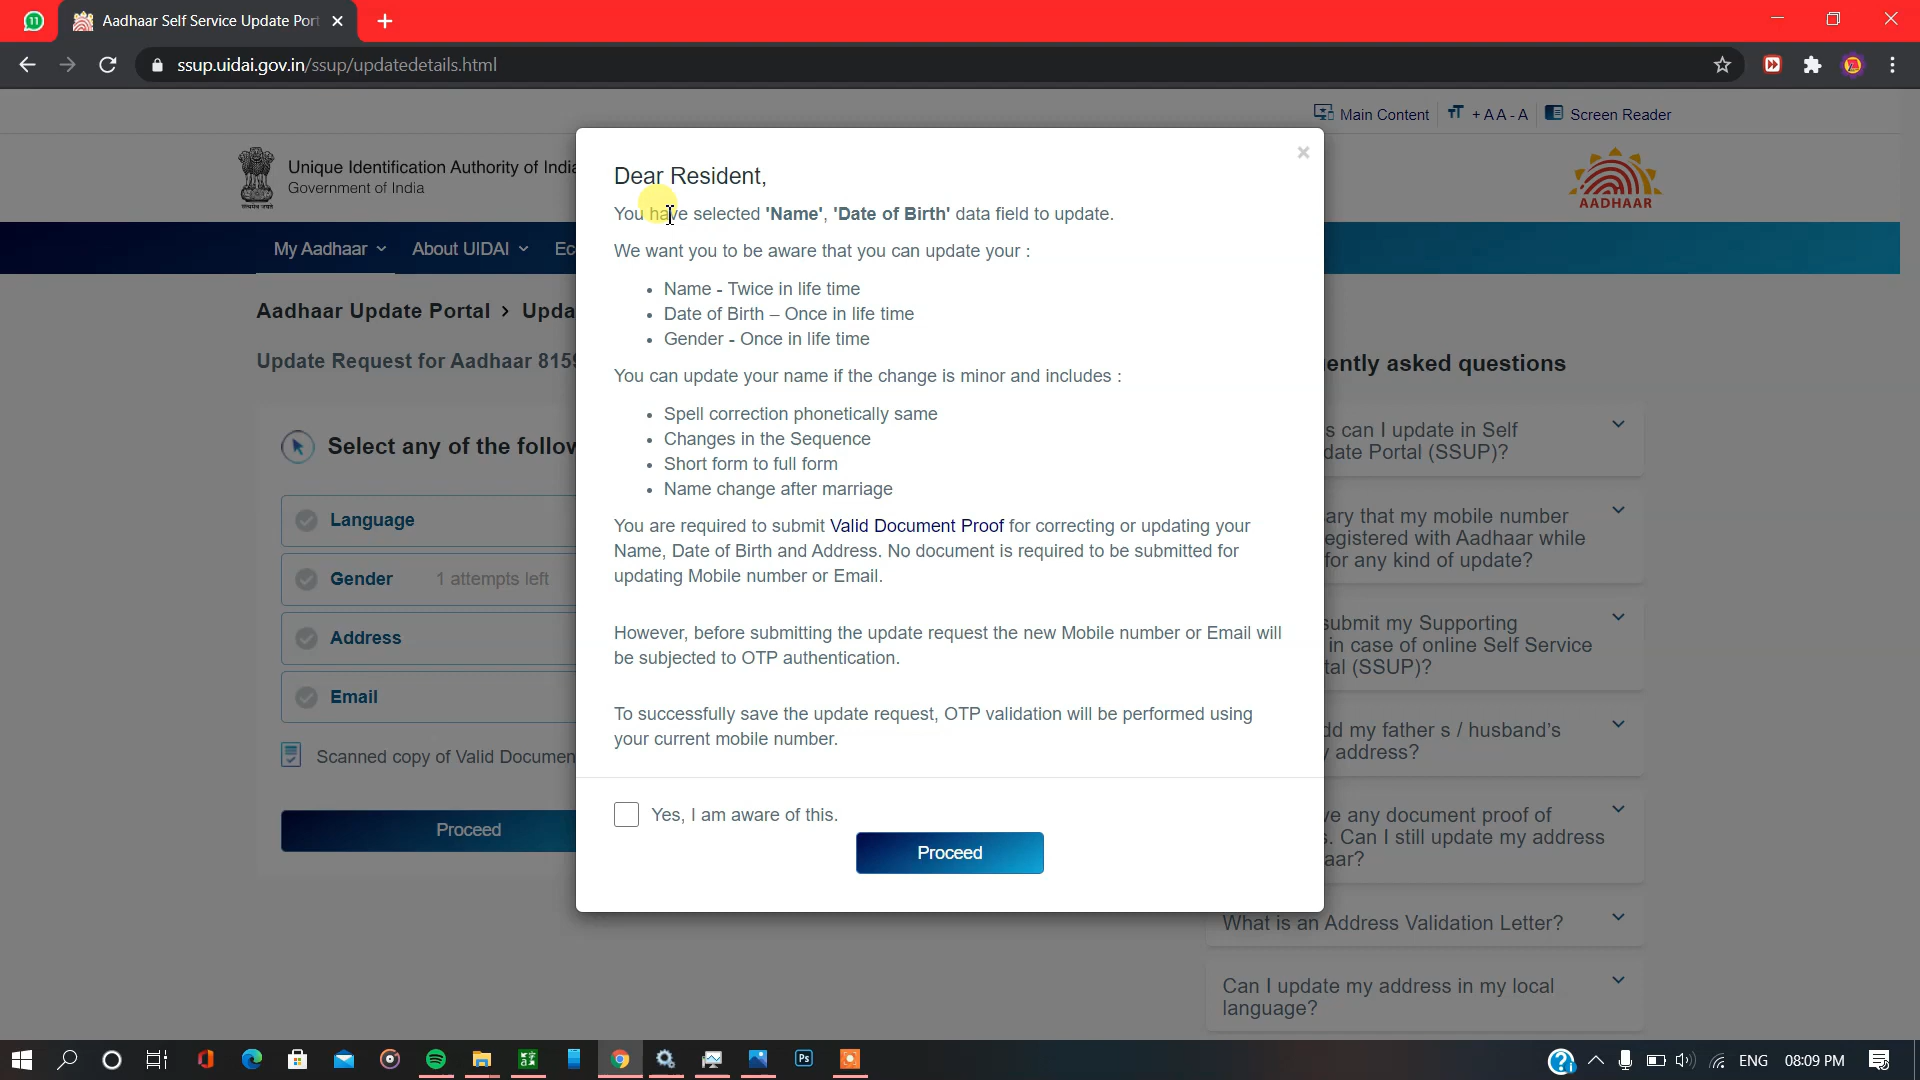 11
Aadhaar Self Service Update Port
ssup.uidai.gov.in/ssup/updatedetails.html
Main Content
+ A A - A
Screen Reader
Unique Identification Authority of India
Government of India
AADHAAR
My Aadhaar
About UIDAI
Ec
Aadhaar Update Portal > Upda
Update Request for Aadhaar 8159
Select any of the follow
Language
Gender 1 attempts left
Address
Email
Scanned copy of Valid Documen
Proceed
Dear Resident,
You have selected 'Name', 'Date of Birth' data field to update.
We want you to be aware that you can update your :
• Name - Twice in life time
• Date of Birth – Once in life time
• Gender - Once in life time
You can update your name if the change is minor and includes :
• Spell correction phonetically same
• Changes in the Sequence
• Short form to full form
• Name change after marriage
You are required to submit Valid Document Proof for correcting or updating your
Name, Date of Birth and Address. No document is required to be submitted for
updating Mobile number or Email.
However, before submitting the update request the new Mobile number or Email will
be subjected to OTP authentication.
To successfully save the update request, OTP validation will be performed using
your current mobile number.
Yes, I am aware of this.
Proceed
ently asked questions
s can I update in Self
date Portal (SSUP)?
ary that my mobile number
egistered with Aadhaar while
for any kind of update?
submit my Supporting
in case of online Self Service
tal (SSUP)?
dd my father s / husband's
y address?
ve any document proof of
s. Can I still update my address
aar?
What is an Address Validation Letter?
Can I update my address in my local
language?
Ps
ENG
08:09 PM